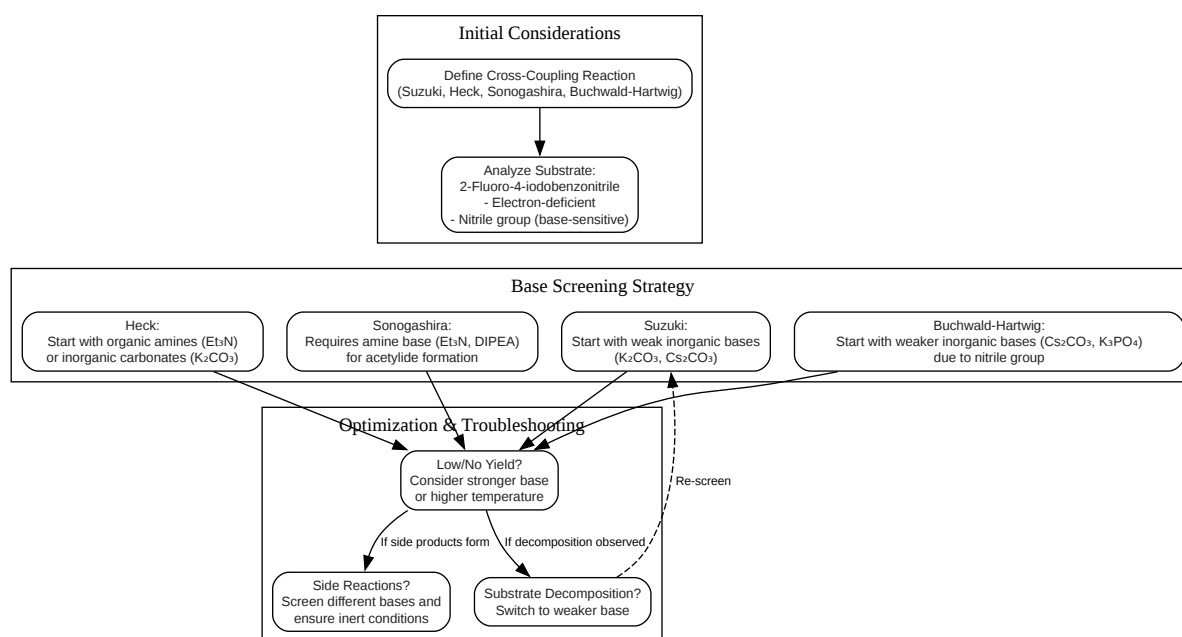 Initial Considerations
Define Cross-Coupling Reaction
(Suzuki, Heck, Sonogashira, Buchwald-Hartwig)
Analyze Substrate:
2-Fluoro-4-iodobenzonitrile
- Electron-deficient
- Nitrile group (base-sensitive)
Base Screening Strategy
Heck:
Start with organic amines (Et₃N)
or inorganic carbonates (K₂CO₃)
Sonogashira:
Requires amine base (Et₃N, DIPEA)
for acetylide formation
Suzuki:
Start with weak inorganic bases
(K₂CO₃, Cs₂CO₃)
Buchwald-Hartwig:
Start with weaker inorganic bases (Cs₂CO₃, K₃PO₄)
due to nitrile group
Optimization & Troubleshooting
Low/No Yield?
Consider stronger base
or higher temperature
Re-screen
If side products form
If decomposition observed
Side Reactions?
Screen different bases and
ensure inert conditions
Substrate Decomposition?
Switch to weaker base